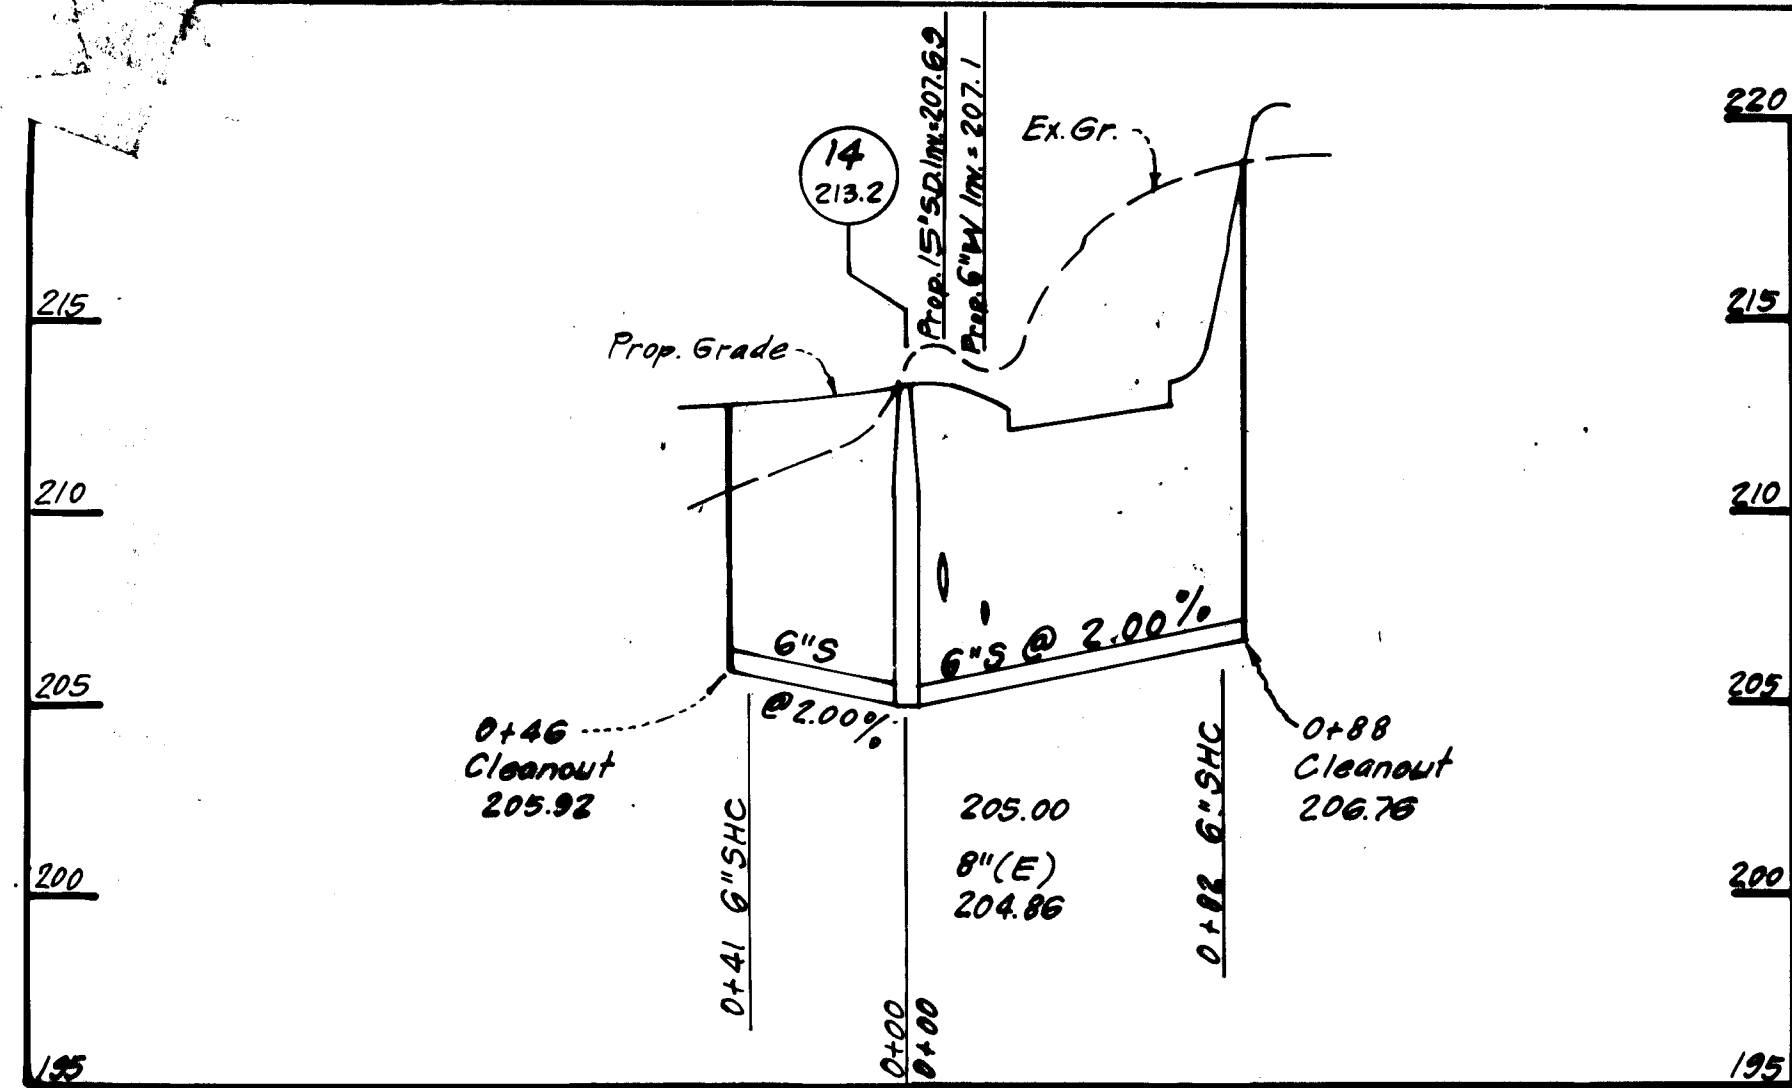 220
Prop. 15" S.D. Inv.=207.69
Prop. 6" W Inv. = 207.1
14
213.2
Ex. Gr.
215
215
Prop. Grade
210
210
6"S
6"S @ 2.00%
205
205
@ 2.00%
0+46
Cleanout
205.92
0+88
Cleanout
206.76
0+41 6"SHC
205.00
8"(E)
204.86
0+82 6"SHC
200
200
0+00
0+00
195
195